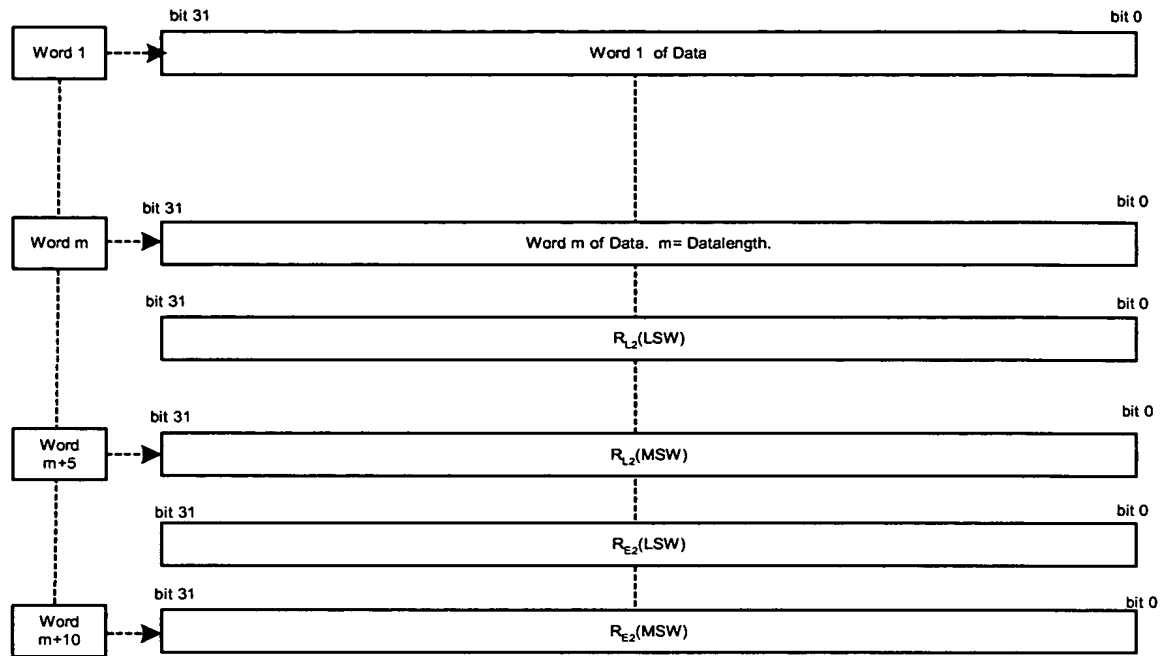 bit 31 bit 0
Word 1 Word 1 of Data
bit 31 bit 0
Word m Word m of Data. m= Datalength.
bit 31 bit 0
R_L2(LSW)
bit 31 bit 0
Word
m+5 R_L2(MSW)
bit 31 bit 0
R_E2(LSW)
bit 31 bit 0
Word
m+10 R_E2(MSW)